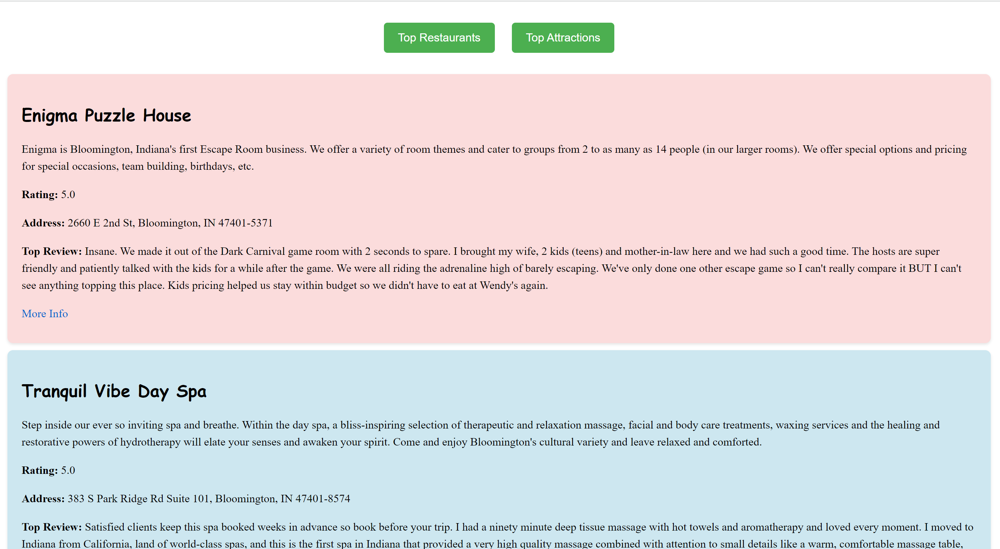 Top Restaurants Top Attractions
Enigma Puzzle House
Enigma is Bloomington, Indiana's first Escape Room business. We offer a variety of room themes and cater to groups from 2 to as many as 14 people (in our larger rooms). We offer special options and pricing
for special occasions, team building, birthdays, etc.
Rating: 5.0
Address: 2660 E 2nd St, Bloomington, IN 47401-5371
Top Review: Insane. We made it out of the Dark Carnival game room with 2 seconds to spare. I brought my wife, 2 kids (teens) and mother-in-law here and we had such a good time. The hosts are super
friendly and patiently talked with the kids for a while after the game. We were all riding the adrenaline high of barely escaping. We've only done one other escape game so I can't really compare it BUT I can't
see anything topping this place. Kids pricing helped us stay within budget so we didn't have to eat at Wendy's again.
More Info
Tranquil Vibe Day Spa
Step inside our ever so inviting spa and breathe. Within the day spa, a bliss-inspiring selection of therapeutic and relaxation massage, facial and body care treatments, waxing services and the healing and
restorative powers of hydrotherapy will elate your senses and awaken your spirit. Come and enjoy Bloomington's cultural variety and leave relaxed and comforted.
Rating: 5.0
Address: 383 S Park Ridge Rd Suite 101, Bloomington, IN 47401-8574
Top Review: Satisfied clients keep this spa booked weeks in advance so book before your trip. I had a ninety minute deep tissue massage with hot towels and aromatherapy and loved every moment. I moved to
Indiana from California, land of world-class spas, and this is the first spa in Indiana that provided a very high quality massage combined with attention to small details like a warm, comfortable massage table,